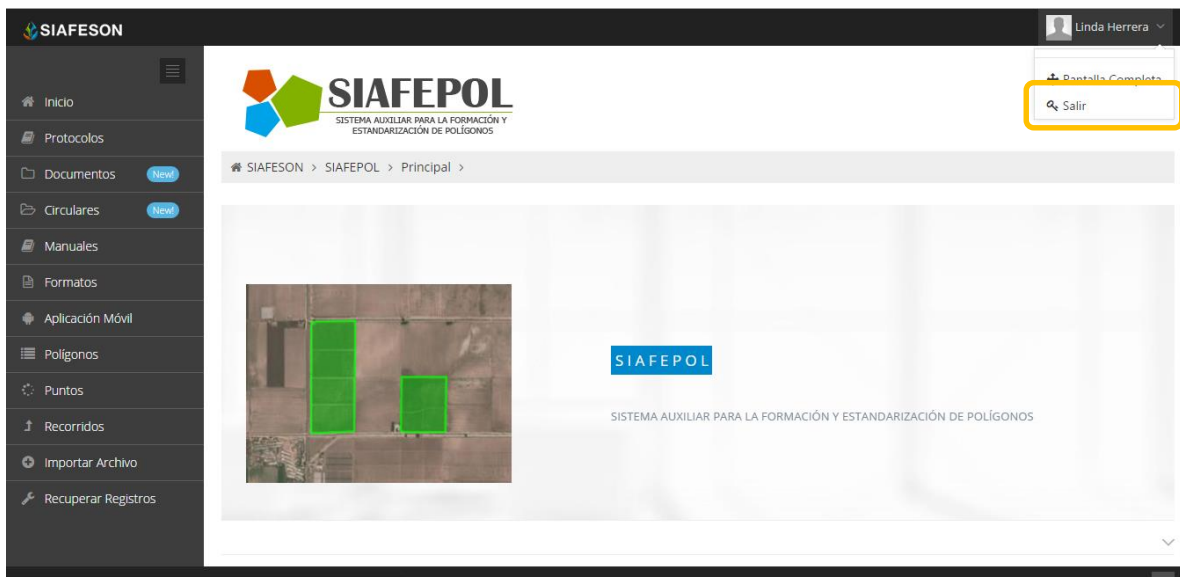 SIAFESON
Linda Herrera
Pantalla Completa
Salir
Inicio
Protocolos
Documentos New!
Circulares New!
Manuales
Formatos
Aplicación Móvil
Polígonos
Puntos
Recorridos
Importar Archivo
Recuperar Registros
SIAFEPOL
SISTEMA AUXILIAR PARA LA FORMACIÓN Y
ESTANDARIZACIÓN DE POLÍGONOS
SIAFESON > SIAFEPOL > Principal >
SIAFEPOL
SISTEMA AUXILIAR PARA LA FORMACIÓN Y ESTANDARIZACIÓN DE POLÍGONOS